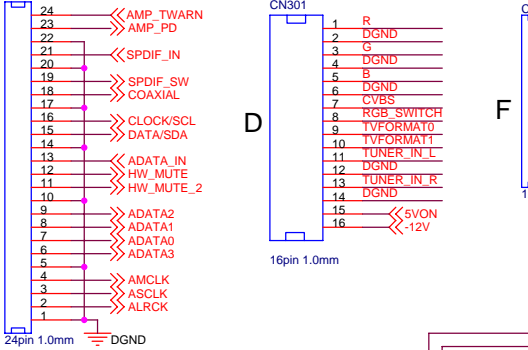 24 AMP_TWARN
23 AMP_PD
22
21 SPDIF_IN
20
19 SPDIF_SW
18 COAXIAL
17
16 CLOCK/SCL
15 DATA/SDA
14
13 ADATA_IN
12 HW_MUTE
11 HW_MUTE_2
10
9 ADATA2
8 ADATA1
7 ADATA0
6 ADATA3
5
4 AMCLK
3 ASCLK
2 ALRCK
1
24pin 1.0mm
DGND
CN301
1 R
2 DGND
3 G
4 DGND
5 B
6 DGND
7 CVBS
8 RGB_SWITCH
9 TVFORMAT0
10 TVFORMAT1
11 TUNER_IN_L
12 DGND
13 TUNER_IN_R
14 DGND
15 5VON
16 -12V
D
16pin 1.0mm
F
C
1